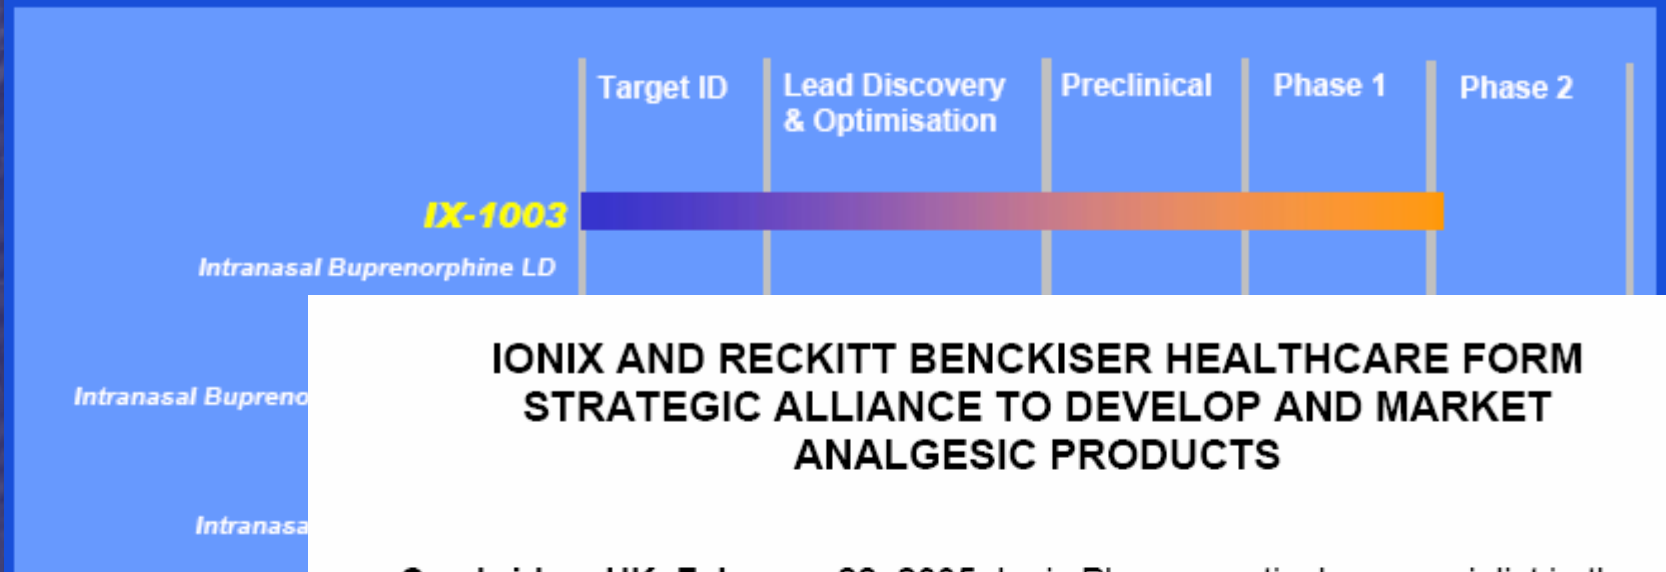 Target ID
Lead Discovery
& Optimisation
Preclinical
Phase 1
Phase 2
IX-1003
Intranasal Buprenorphine LD
Intranasal
IONIX AND RECKITT BENCKISER HEALTHCARE FORM
STRATEGIC ALLIANCE TO DEVELOP AND MARKET
ANALGESIC PRODUCTS